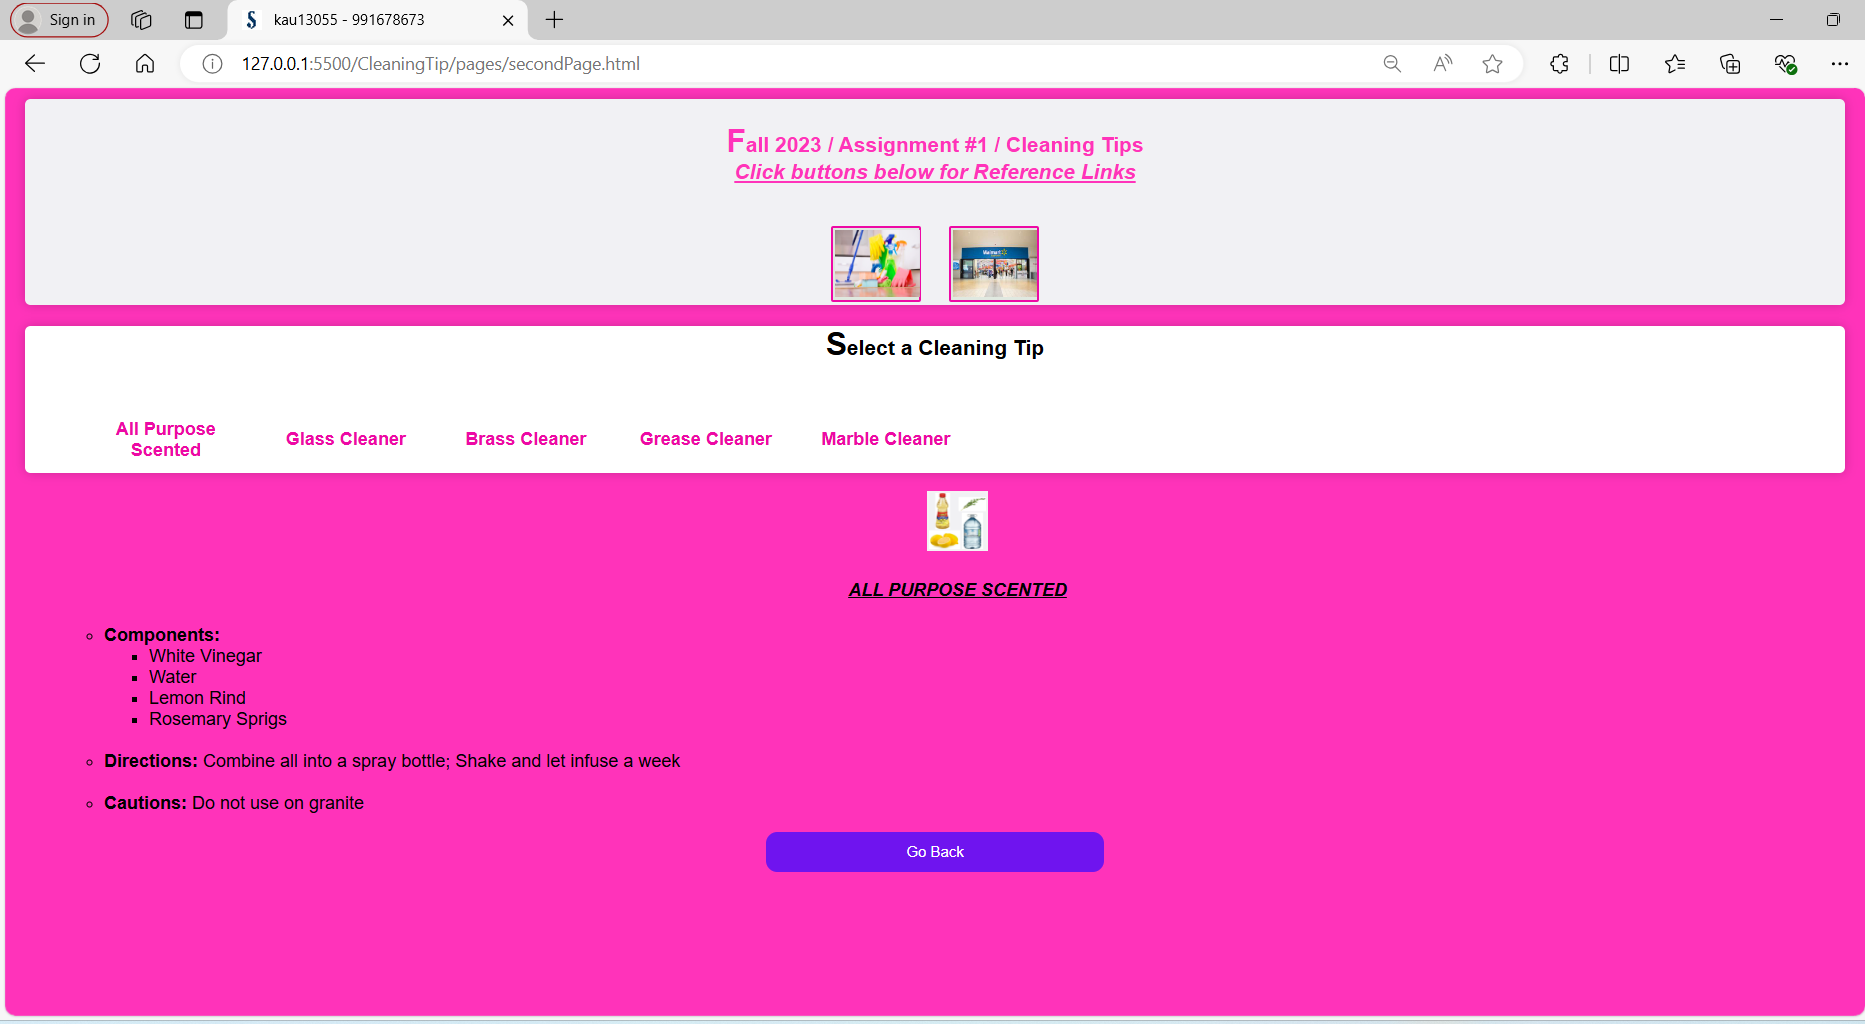 Sign in
kau13055 - 991678673
127.0.0.1:5500/CleaningTip/pages/secondPage.html
Fall 2023 / Assignment #1 / Cleaning Tips
Click buttons below for Reference Links
Walmart
Select a Cleaning Tip
All Purpose
Scented
Glass Cleaner
Brass Cleaner
Grease Cleaner
Marble Cleaner
ALL PURPOSE SCENTED
Components:
White Vinegar
Water
Lemon Rind
Rosemary Sprigs
Directions: Combine all into a spray bottle; Shake and let infuse a week
Cautions: Do not use on granite
Go Back